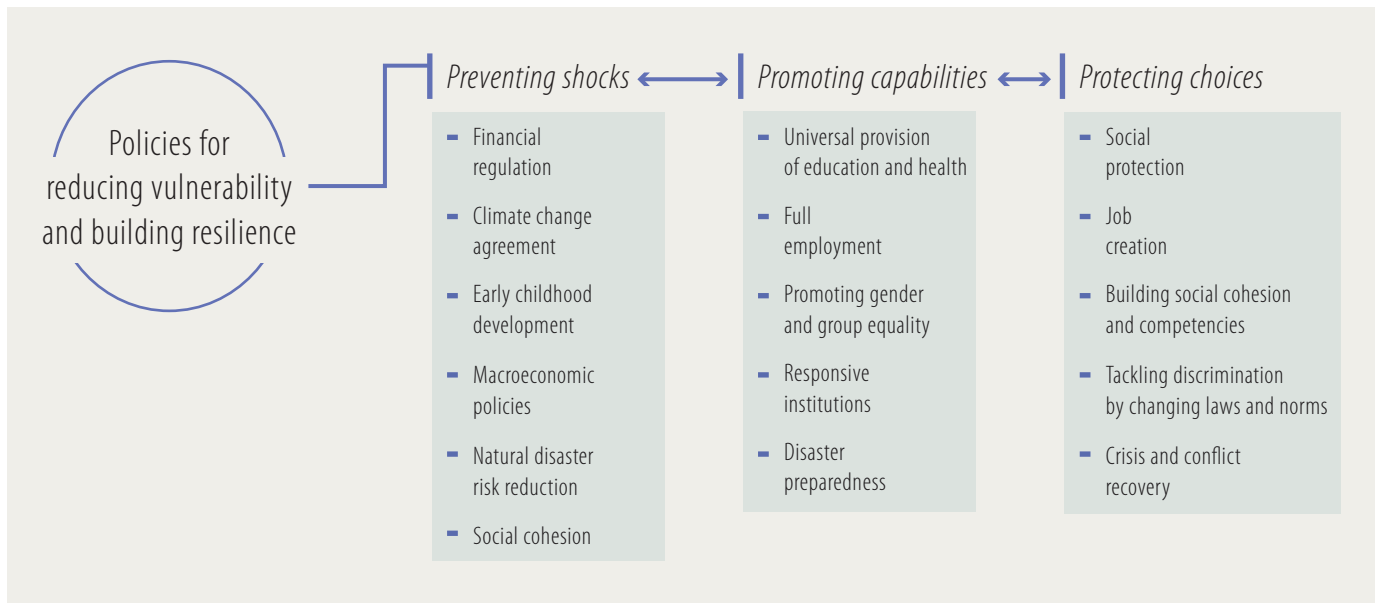 Policies for
reducing vulnerability
and building resilience
Preventing shocks
Financial
regulation
Climate change
agreement
Early childhood
development
Macroeconomic
policies
Natural disaster
risk reduction
Social cohesion
Promoting capabilities
Universal provision
of education and health
Full
employment
Promoting gender
and group equality
Responsive
institutions
Disaster
preparedness
Protecting choices
Social
protection
Job
creation
Building social cohesion
and competencies
Tackling discrimination
by changing laws and norms
Crisis and conflict
recovery